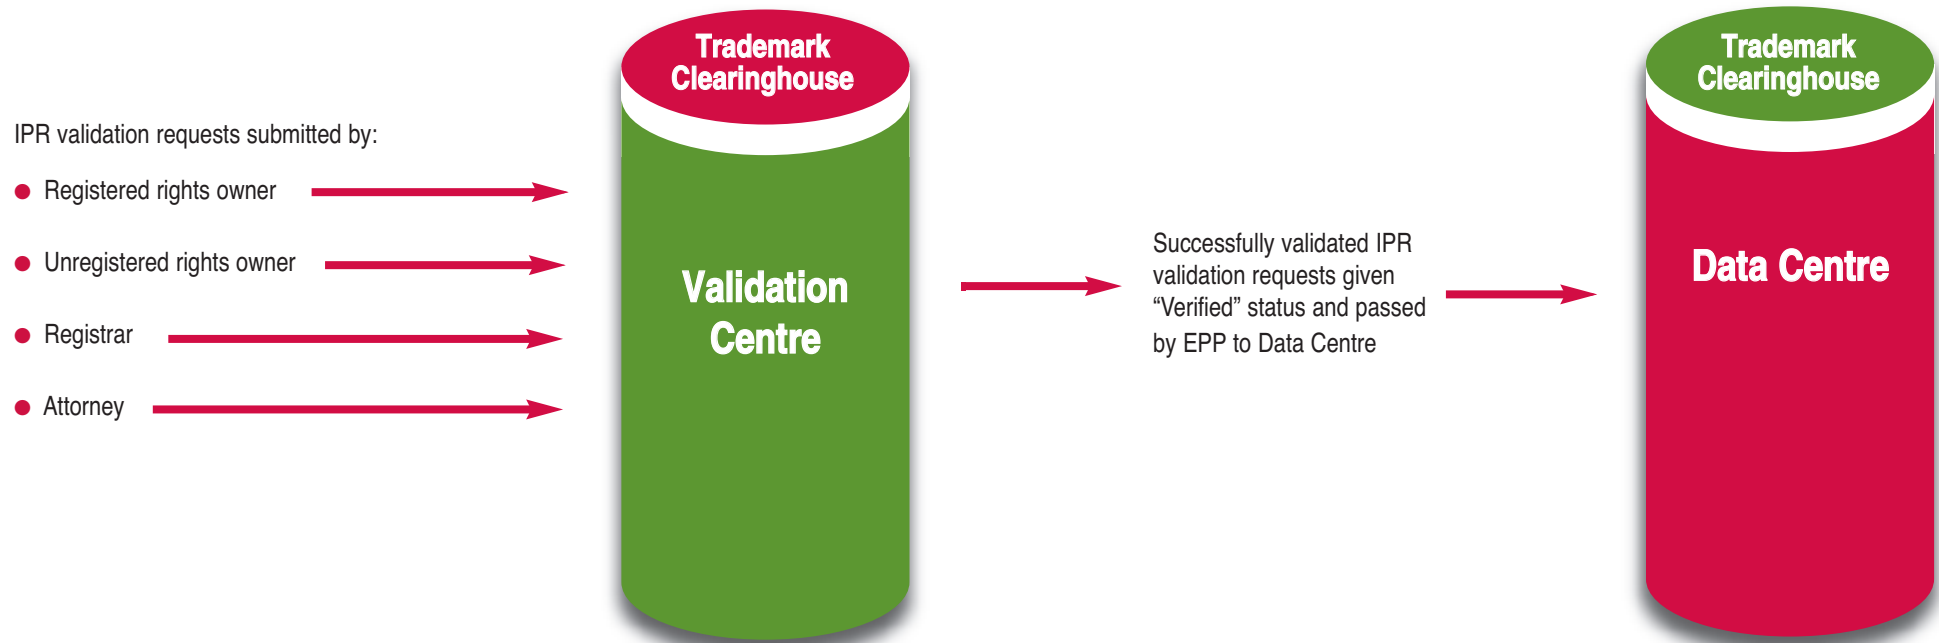 IPR validation requests submitted by:
● Registered rights owner
● Unregistered rights owner
● Registrar
● Attorney
Trademark
Clearinghouse
Validation
Centre
Successfully validated IPR
validation requests given
“Verified” status and passed
by EPP to Data Centre
Trademark
Clearinghouse
Data Centre